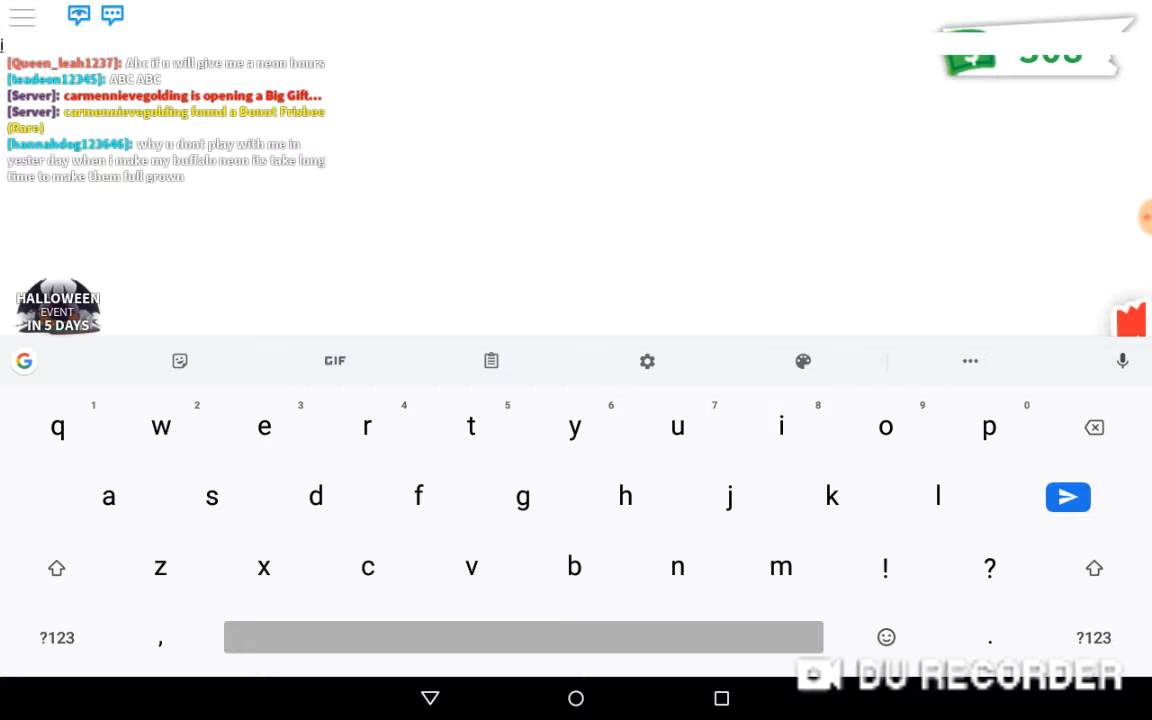 i
[Queen_leah1237]: Abc if u will give me a neon hours
[teadeon12345]: ABC ABC
[Server]: carmennievegolding is opening a Big Gift...
[Server]: carmennievegolding found a Donut Frisbee
(Rare)
[hannahdog123646]: why u dont play with me in
yester day when i make my buffalo neon its take long
time to make them full grown
HALLOWEEN
EVENT
IN 5 DAYS
G GIF
1 2 3 4 5 6 7 8 9 0
q w e r t y u i o p
a s d f g h j k l
z x c v b n m ! ?
?123 , . ?123
DU RECORDER